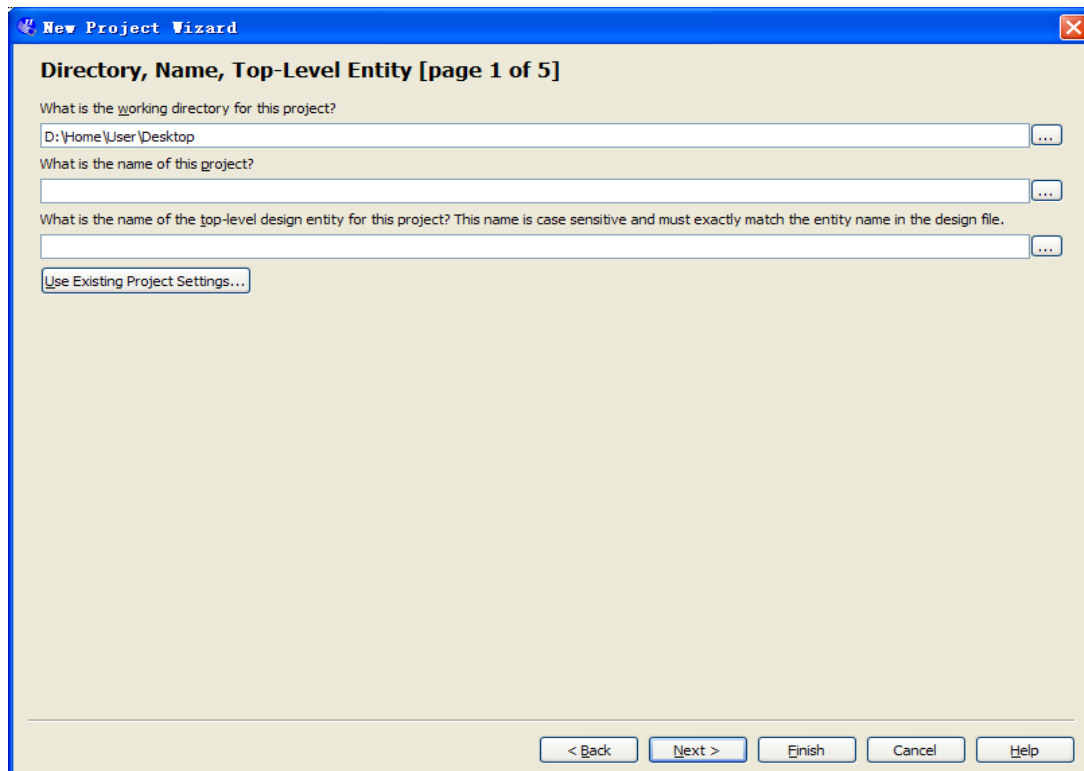 New Project Wizard
Directory, Name, Top-Level Entity [page 1 of 5]
What is the working directory for this project?
D:\Home\User\Desktop
...
What is the name of this project?
...
What is the name of the top-level design entity for this project? This name is case sensitive and must exactly match the entity name in the design file.
...
Use Existing Project Settings...
< Back Next > Finish Cancel Help